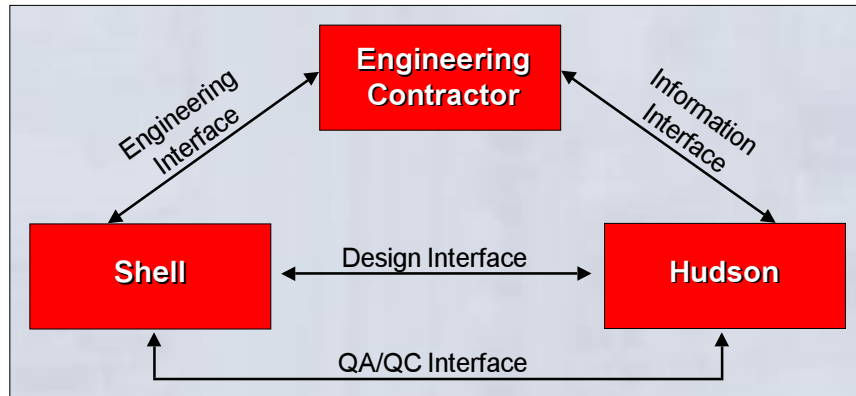 Engineering
Contractor
Engineering
Interface
Information
Interface
Shell
Design Interface
Hudson
QA/QC Interface